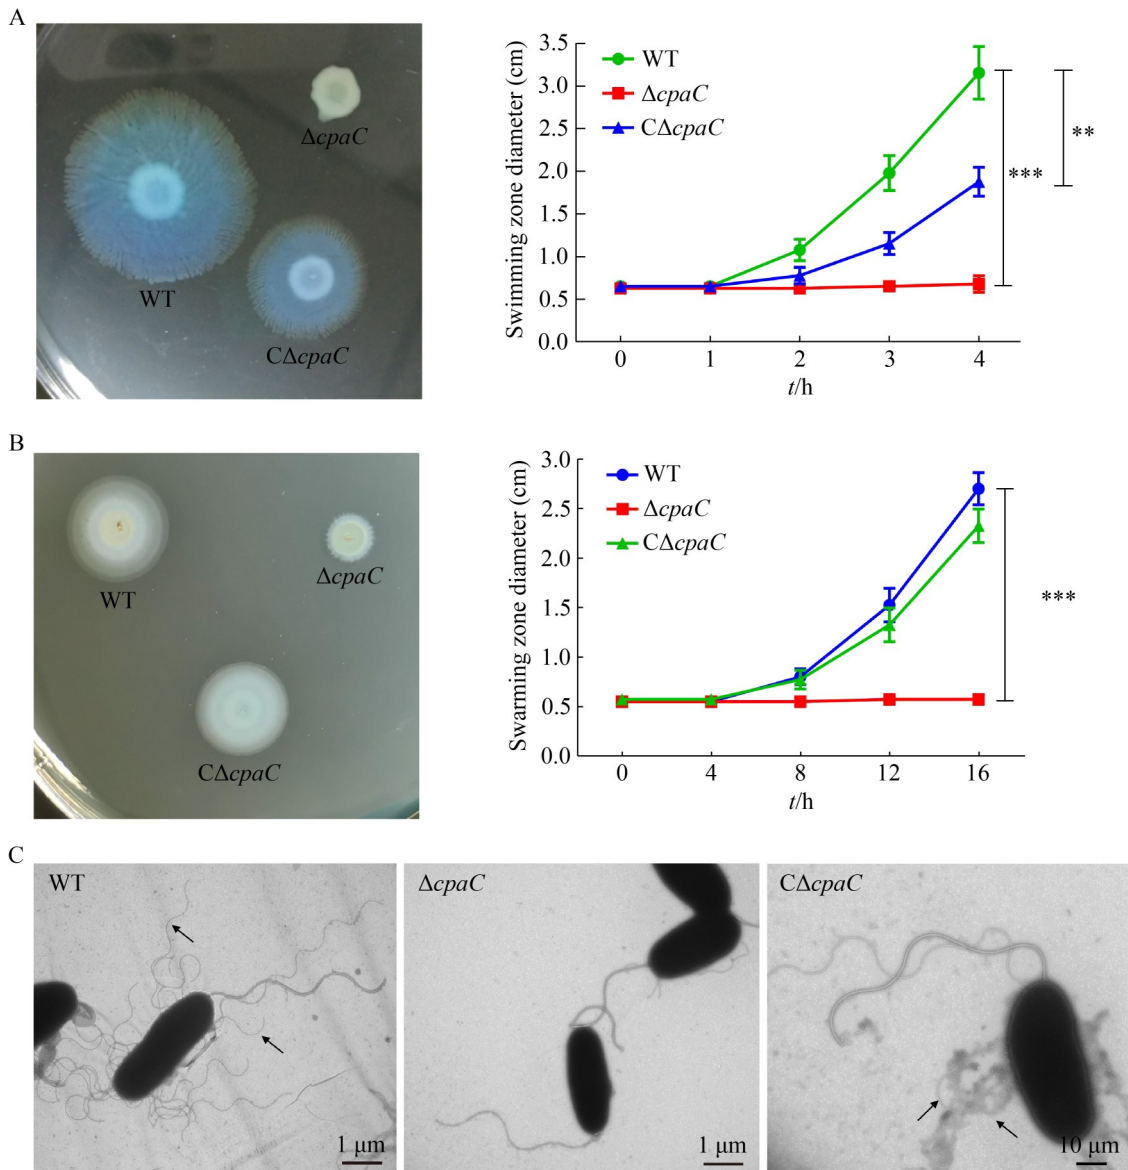 A
ΔcpaC
WT
CΔcpaC
Swimming zone diameter (cm)
3.5
3.0
2.5
2.0
1.5
1.0
0.5
0.0
WT
ΔcpaC
CΔcpaC
**
***
0 1 2 3 4
t/h
B
WT
ΔcpaC
CΔcpaC
Swarming zone diameter (cm)
3.0
2.5
2.0
1.5
1.0
0.5
0.0
WT
ΔcpaC
CΔcpaC
***
0 4 8 12 16
t/h
C
WT
1 μm
ΔcpaC
1 μm
CΔcpaC
10 μm